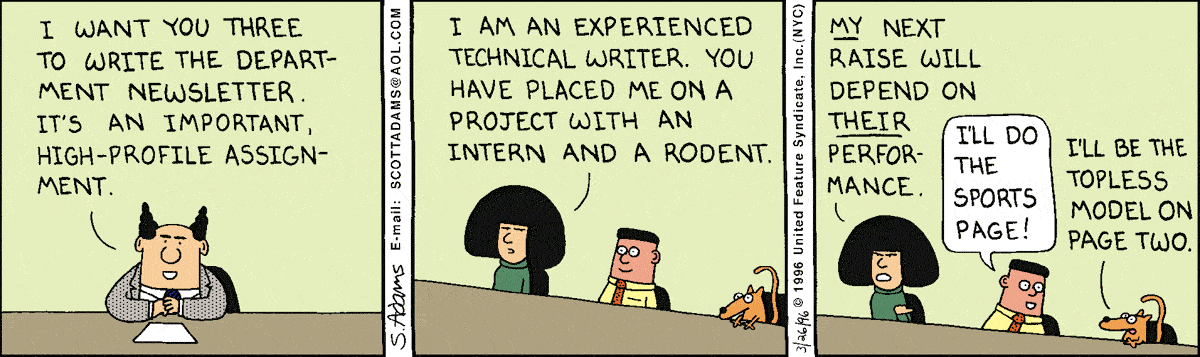 I WANT YOU THREE
TO WRITE THE DEPART-
MENT NEWSLETTER.
IT'S AN IMPORTANT,
HIGH-PROFILE ASSIGN-
MENT.
S.Adams E-mail: SCOTTADAMS@AOL.COM
I AM AN EXPERIENCED
TECHNICAL WRITER. YOU
HAVE PLACED ME ON A
PROJECT WITH AN
INTERN AND A RODENT.
3/26/96 © 1996 United Feature Syndicate, Inc.(NYC)
MY NEXT
RAISE WILL
DEPEND ON
THEIR
PERFOR-
MANCE.
I'LL DO
THE
SPORTS
PAGE!
I'LL BE THE
TOPLESS
MODEL ON
PAGE TWO.